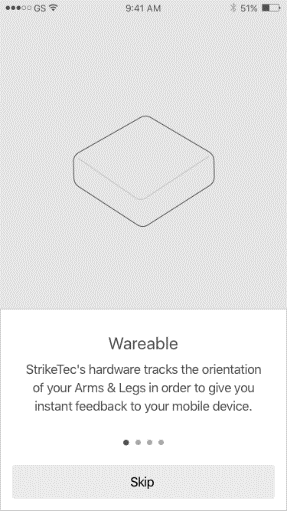 GS 9:41 AM 51%
Wareable
StrikeTec's hardware tracks the orientation
of your Arms & Legs in order to give you
instant feedback to your mobile device.
Skip